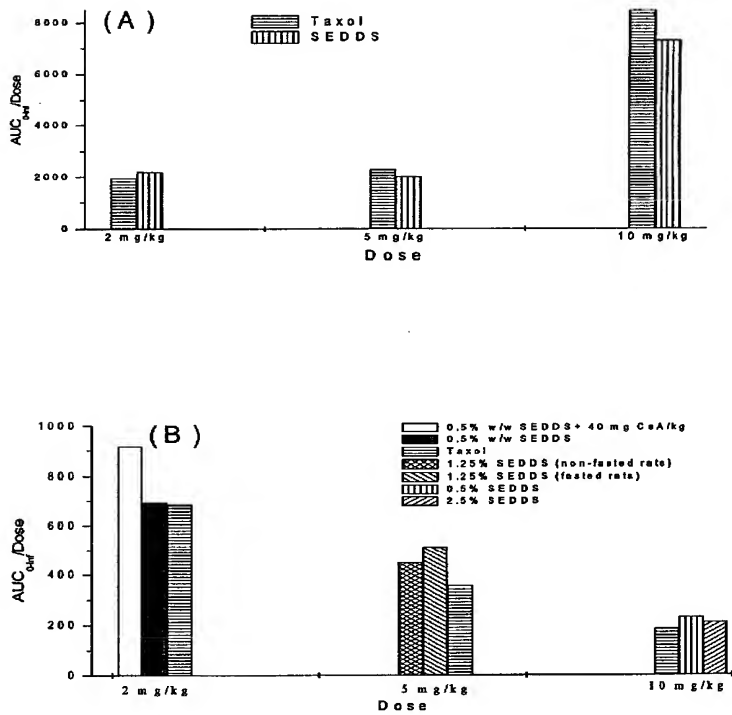 (A)
Taxol
SEDDS
8000
6000
4000
2000
0
AUC0-inf/Dose
2 mg/kg
5 mg/kg
10 mg/kg
Dose
(B)
0.5% w/w SEDDS+ 40 mg CsA/kg
0.5% w/w SEDDS
Taxol
1.25% SEDDS (non-fasted rats)
1.25% SEDDS (fasted rats)
0.5% SEDDS
2.5% SEDDS
1000
800
600
400
200
0
AUC0-inf/Dose
2 mg/kg
5 mg/kg
10 mg/kg
Dose